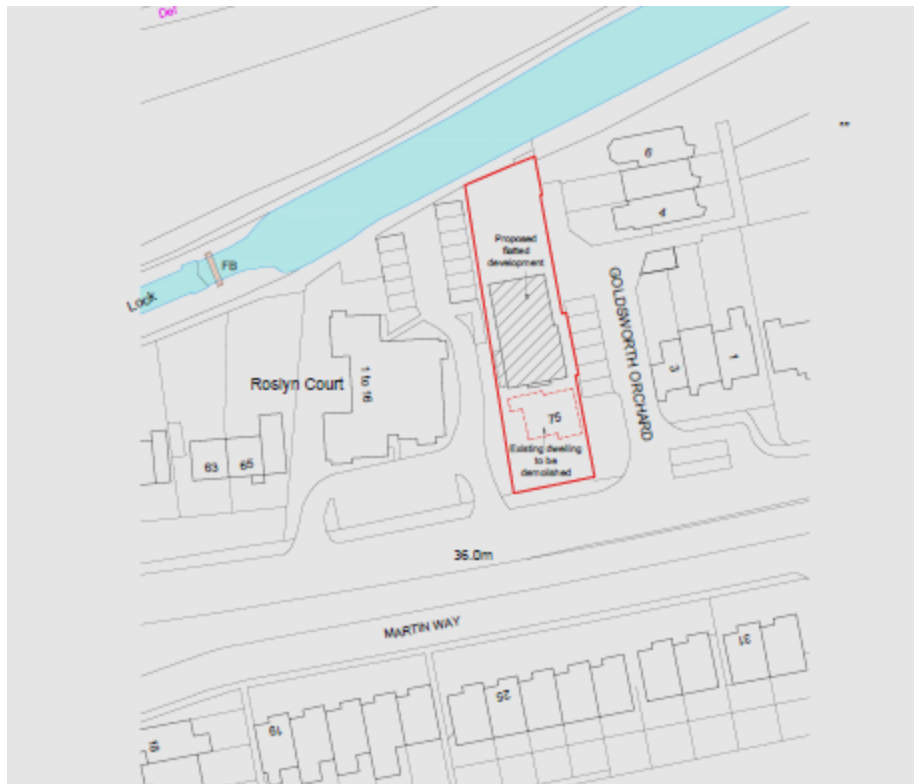 Def
6
4
Proposed
flatted
development
FB
Lock
GOLDSWORTH ORCHARD
Roslyn Court
1 to 16
3
1
75
63
65
Existing dwelling
to be
demolished
36.0m
MARTIN WAY
31
25
19